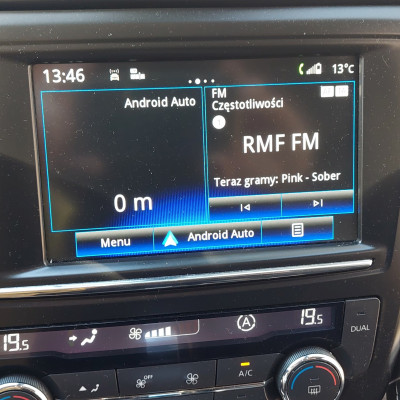 13:46
13°c
Android Auto
0 m
FM
Częstotliwości
RMF FM
Teraz gramy: Pink - Sober
Menu
Android Auto
19.5
A
19.5
DUAL
OFF
A/C